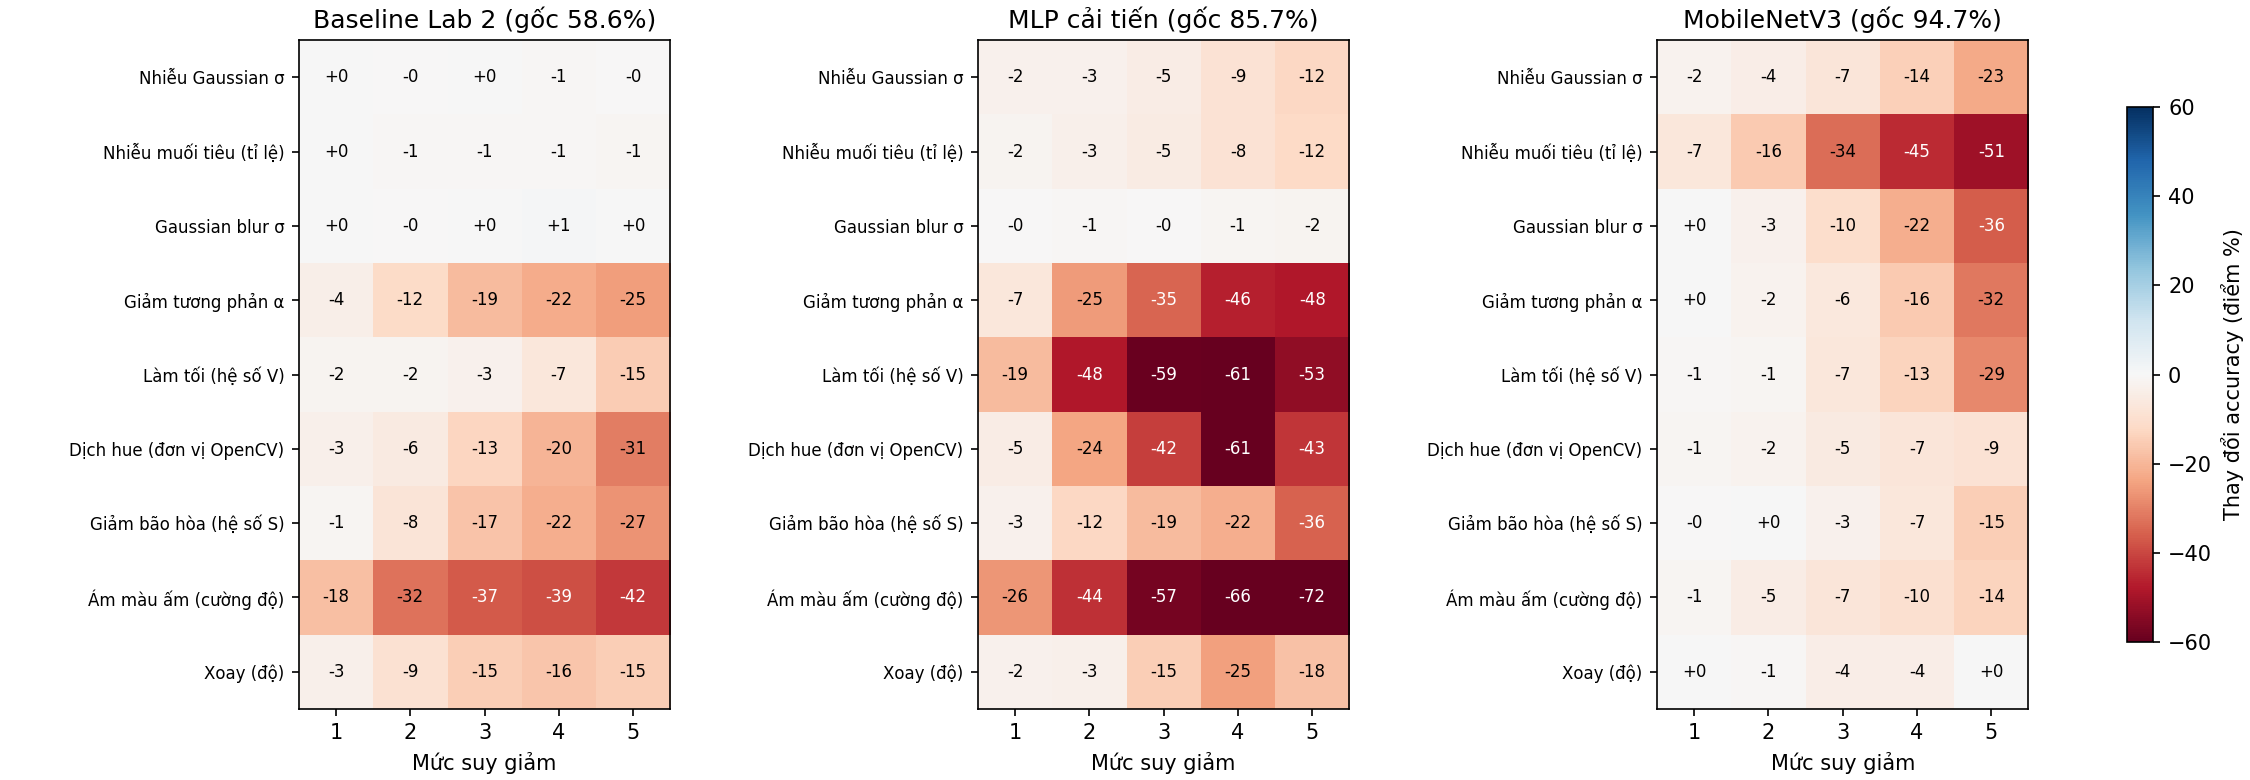 Baseline Lab 2 (gốc 58.6%)
Nhiễu Gaussian σ +0 -0 +0 -1 -0
Nhiễu muối tiêu (tỉ lệ) +0 -1 -1 -1 -1
Gaussian blur σ +0 -0 +0 +1 +0
Giảm tương phản α -4 -12 -19 -22 -25
Làm tối (hệ số V) -2 -2 -3 -7 -15
Dịch hue (đơn vị OpenCV) -3 -6 -13 -20 -31
Giảm bão hòa (hệ số S) -1 -8 -17 -22 -27
Ám màu ấm (cường độ) -18 -32 -37 -39 -42
Xoay (độ) -3 -9 -15 -16 -15
1 2 3 4 5
Mức suy giảm
MLP cải tiến (gốc 85.7%)
Nhiễu Gaussian σ -2 -3 -5 -9 -12
Nhiễu muối tiêu (tỉ lệ) -2 -3 -5 -8 -12
Gaussian blur σ -0 -1 -0 -1 -2
Giảm tương phản α -7 -25 -35 -46 -48
Làm tối (hệ số V) -19 -48 -59 -61 -53
Dịch hue (đơn vị OpenCV) -5 -24 -42 -61 -43
Giảm bão hòa (hệ số S) -3 -12 -19 -22 -36
Ám màu ấm (cường độ) -26 -44 -57 -66 -72
Xoay (độ) -2 -3 -15 -25 -18
1 2 3 4 5
Mức suy giảm
MobileNetV3 (gốc 94.7%)
Nhiễu Gaussian σ -2 -4 -7 -14 -23
Nhiễu muối tiêu (tỉ lệ) -7 -16 -34 -45 -51
Gaussian blur σ +0 -3 -10 -22 -36
Giảm tương phản α +0 -2 -6 -16 -32
Làm tối (hệ số V) -1 -1 -7 -13 -29
Dịch hue (đơn vị OpenCV) -1 -2 -5 -7 -9
Giảm bão hòa (hệ số S) -0 +0 -3 -7 -15
Ám màu ấm (cường độ) -1 -5 -7 -10 -14
Xoay (độ) +0 -1 -4 -4 +0
1 2 3 4 5
Mức suy giảm
60
40
20
0
−20
−40
−60
Thay đổi accuracy (điểm %)